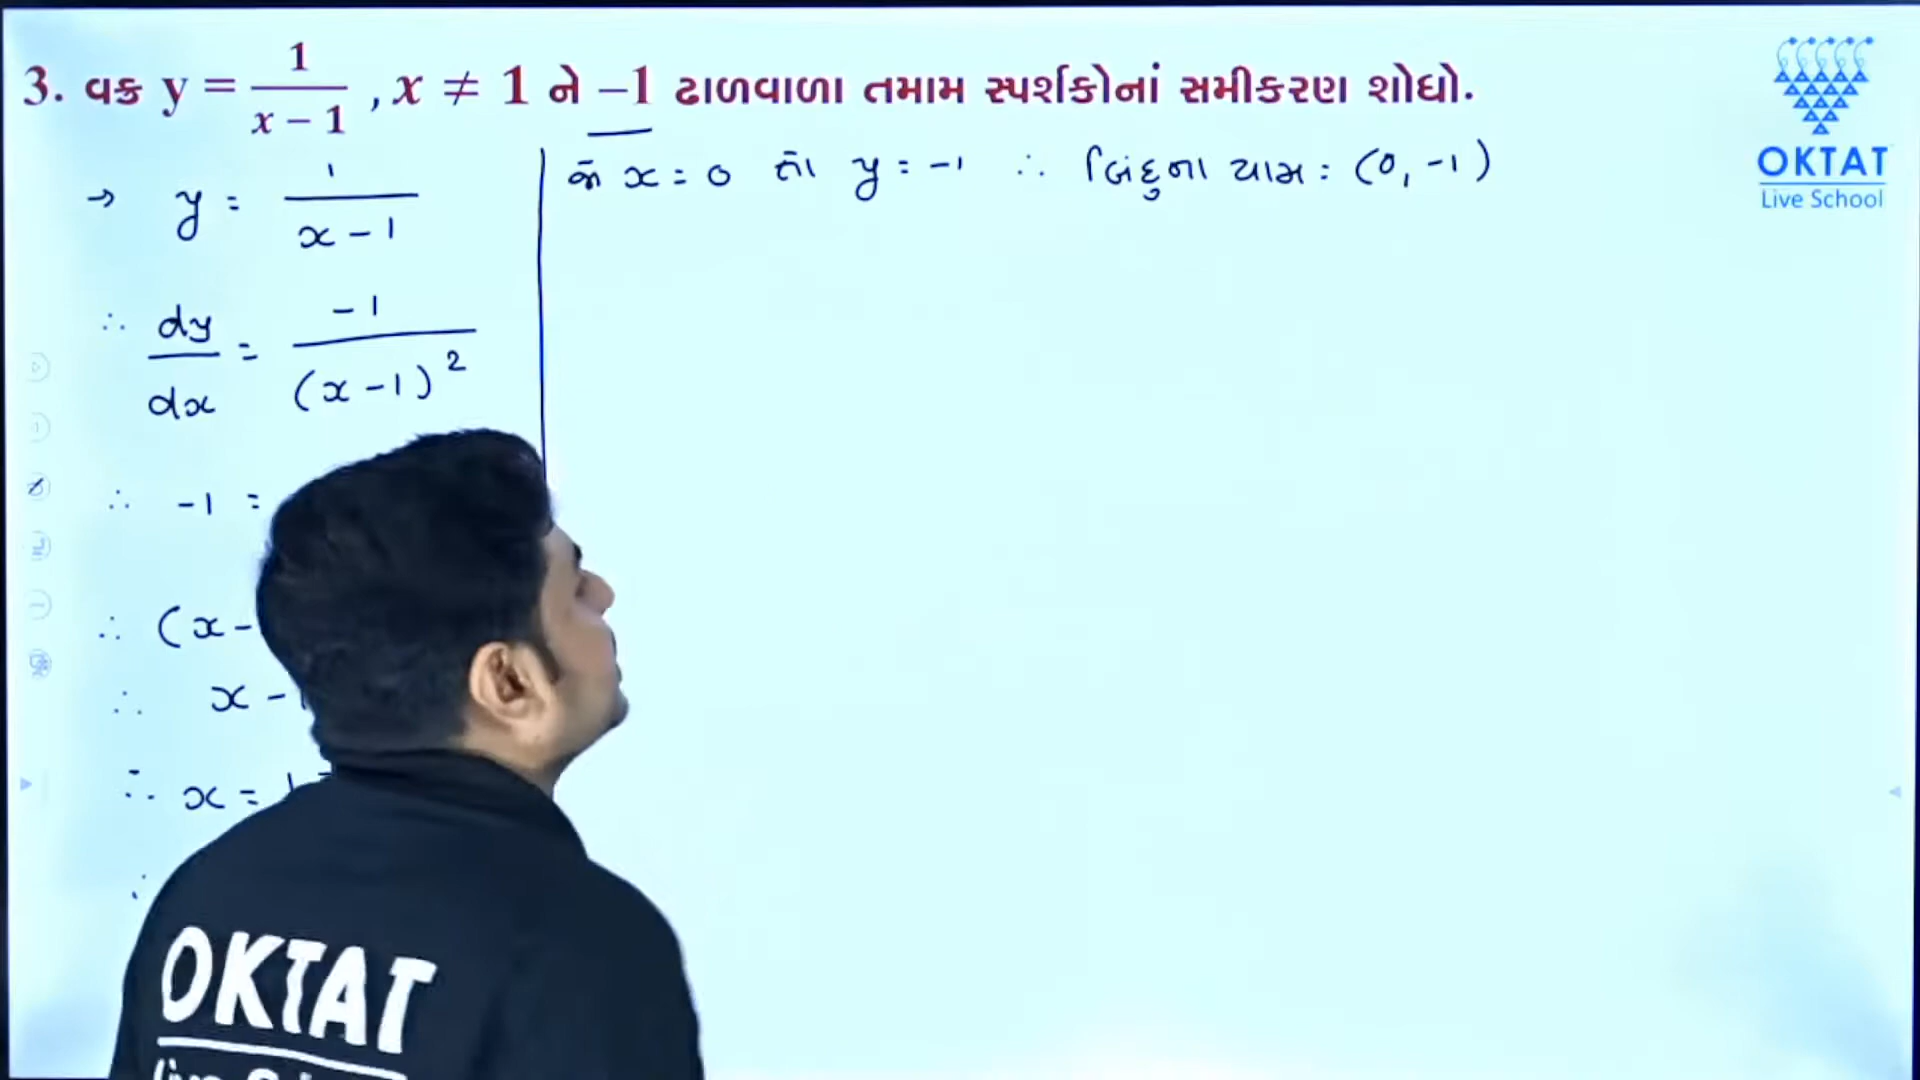 3. વક્ર y = 1/(x – 1) , x ≠ 1 ને –1 ઢાળવાળા તમામ સ્પર્શકોનાં સમીકરણ શોધો.
OKTAT
Live School
→ y = 1/(x – 1)
∴ dy/dx = -1/(x – 1)²
∴ -1 =
∴ (x –
∴ x –
∴ x = 1
∴
જો x = 0 તો y = -1 ∴ બિંદુના યામ : (0, -1)
OKTAT